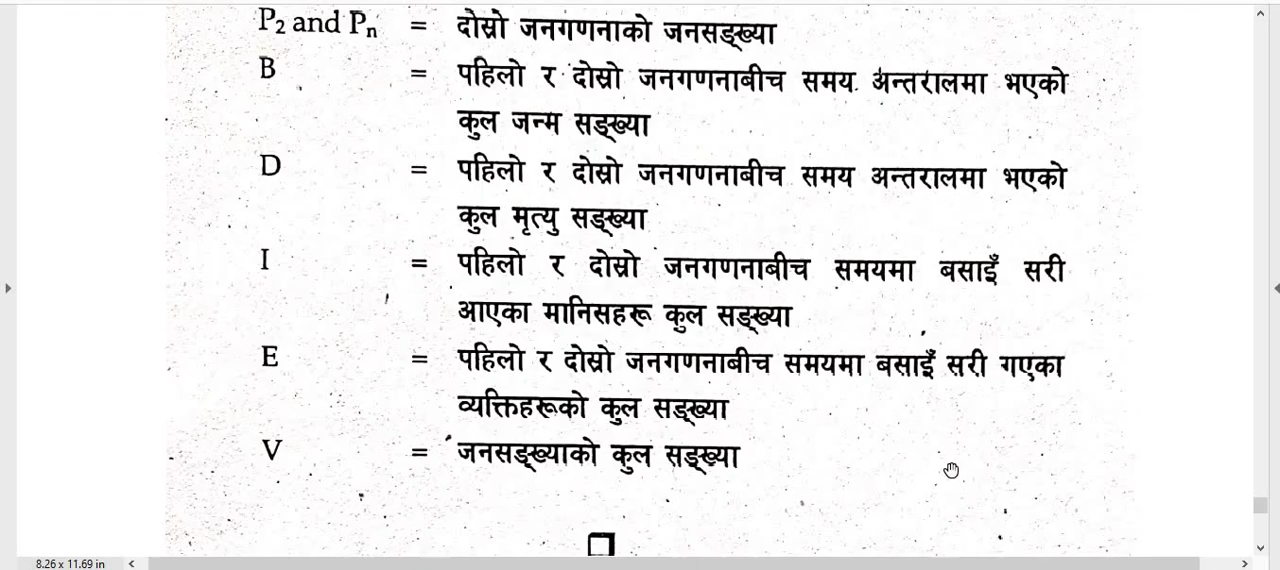 P₂ and Pₙ = दोस्रो जनगणनाको जनसङ्ख्या
B = पहिलो र दोस्रो जनगणनाबीच समय अन्तरालमा भएको
कुल जन्म सङ्ख्या
D = पहिलो र दोस्रो जनगणनाबीच समय अन्तरालमा भएको
कुल मृत्यु सङ्ख्या
I = पहिलो र दोस्रो जनगणनाबीच समयमा बसाइँ सरी
आएका मानिसहरू कुल सङ्ख्या
E = पहिलो र दोस्रो जनगणनाबीच समयमा बसाइँ सरी गएका
व्यक्तिहरूको कुल सङ्ख्या
V = जनसङ्ख्याको कुल सङ्ख्या
8.26 x 11.69 in